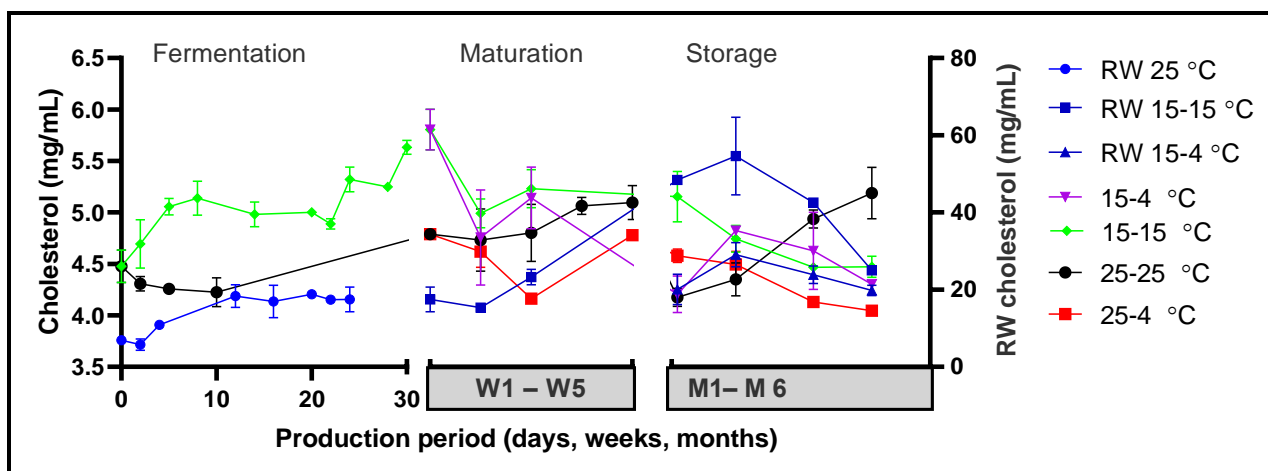 Fermentation Maturation Storage
6.5
6.0
5.5
5.0
4.5
4.0
3.5
Cholesterol (mg/mL)
0 10 20 30
W1 – W5
M1– M 6
Production period (days, weeks, months)
80
60
40
20
0
RW cholesterol (mg/mL)
RW 25 °C
RW 15-15 °C
RW 15-4 °C
15-4 °C
15-15 °C
25-25 °C
25-4 °C